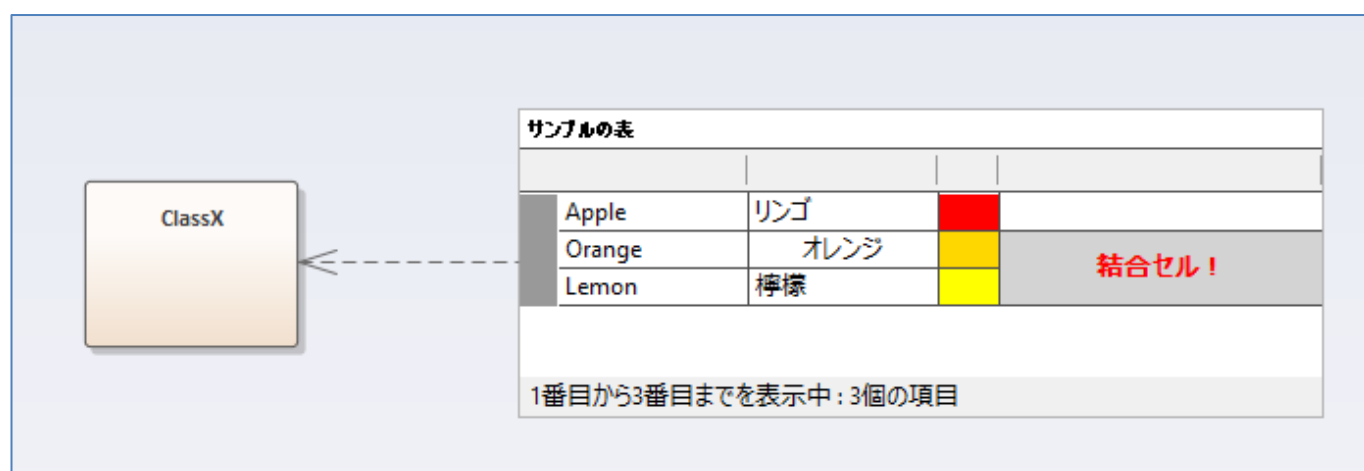 サンプルの表
ClassX
Apple リンゴ
Orange オレンジ
結合セル！
Lemon 檸檬
1番目から3番目までを表示中 : 3個の項目